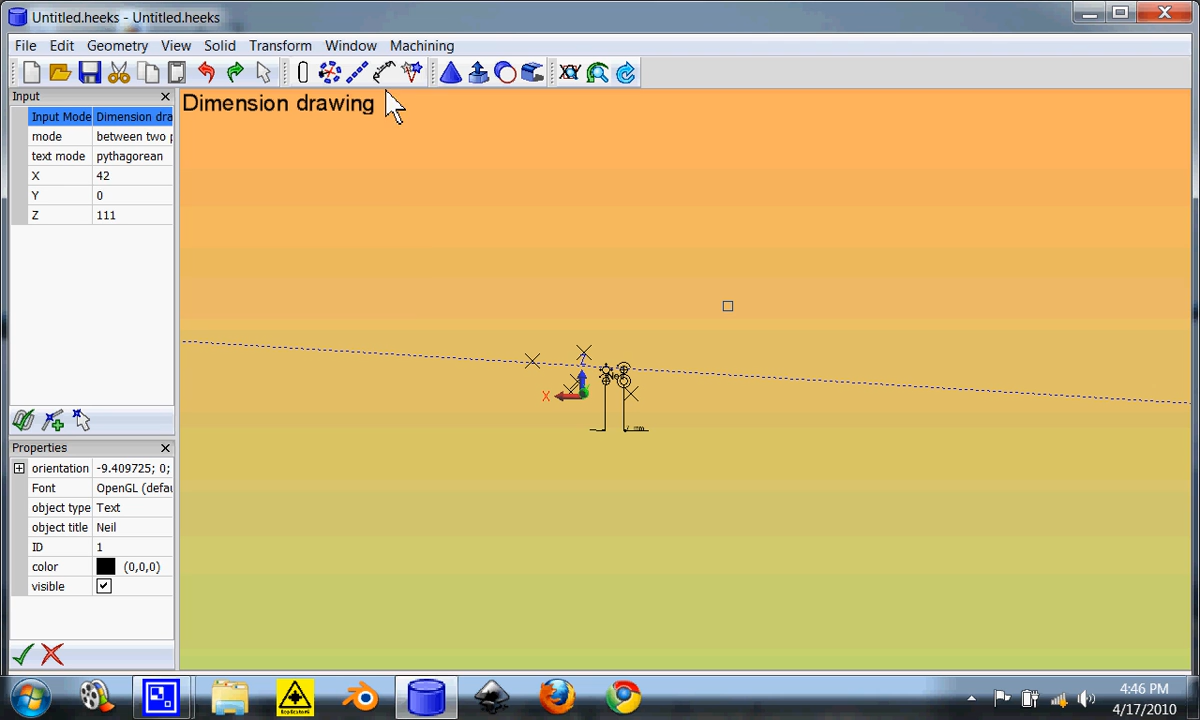 Untitled.heeks - Untitled.heeks
File Edit Geometry View Solid Transform Window Machining
Input
Dimension drawing
Input Mode Dimension dra
mode between two p
text mode pythagorean
X 42
Y 0
Z 111
Z
X
mm
Properties
orientation -9.409725; 0;
Font OpenGL (defau
object type Text
object title Neil
ID 1
color (0,0,0)
visible
4:46 PM
4/17/2010